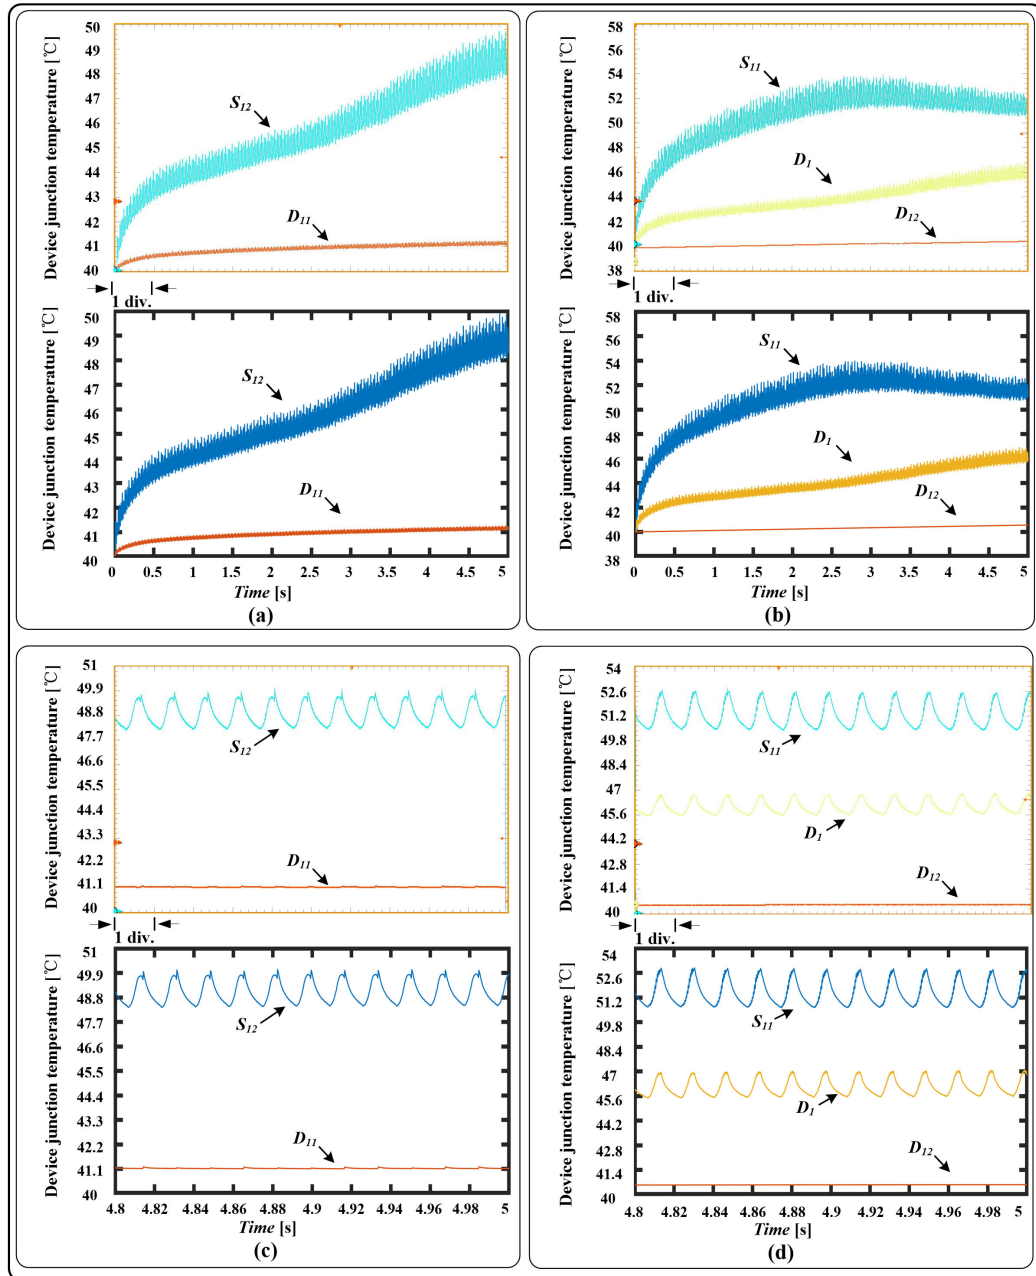 Device junction temperature [℃]
50
49
47
46
45
43
42
41
40
S12
D11
1 div.
Device junction temperature [℃]
50
49
47
46
45
44
43
42
41
40
S12
D11
0 0.5 1 1.5 2 2.5 3 3.5 4 4.5 5
Time [s]
(a)
Device junction temperature [℃]
58
56
54
52
50
48
46
44
42
40
38
S11
D1
D12
1 div.
Device junction temperature [℃]
58
56
54
52
50
48
46
44
42
40
38
S11
D1
D12
0 0.5 1 1.5 2 2.5 3 3.5 4 4.5 5
Time [s]
(b)
Device junction temperature [℃]
51
49.9
48.8
47.7
46.6
45.5
44.4
43.3
42.2
41.1
40
S12
D11
1 div.
Device junction temperature [℃]
51
49.9
48.8
47.7
46.6
45.5
44.4
43.3
42.2
41.1
40
S12
D11
4.8 4.82 4.84 4.86 4.88 4.9 4.92 4.94 4.96 4.98 5
Time [s]
(c)
Device junction temperature [℃]
54
52.6
51.2
49.8
48.4
47
45.6
44.2
42.8
41.4
40
S11
D1
D12
1 div.
Device junction temperature [℃]
54
52.6
51.2
49.8
48.4
47
45.6
44.2
42.8
41.4
40
S11
D1
D12
4.8 4.82 4.84 4.86 4.88 4.90 4.92 4.94 4.96 4.98 5
Time [s]
(d)